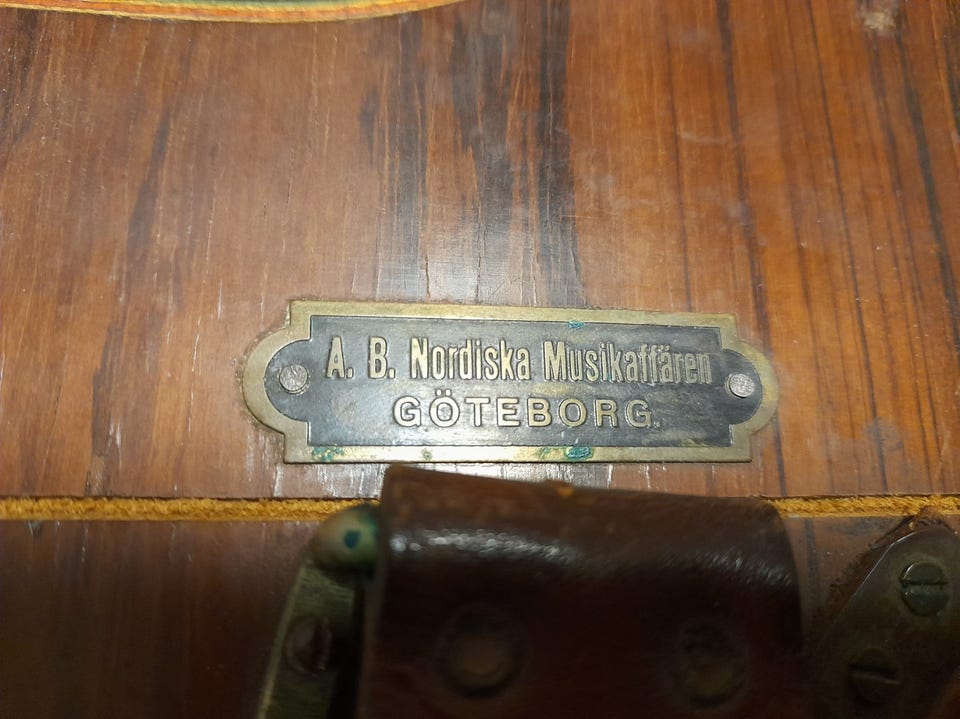 A. B. Nordiska Musikaffären
GÖTEBORG.